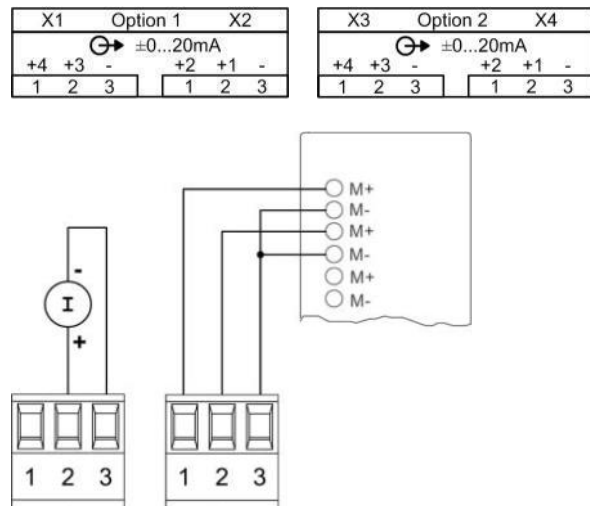 X1 Option 1 X2
±0...20mA
+4 +3 - +2 +1 -
1 2 3 1 2 3
X3 Option 2 X4
±0...20mA
+4 +3 - +2 +1 -
1 2 3 1 2 3
M+
M-
M+
M-
M+
M-
-
I
+
1 2 3
1 2 3